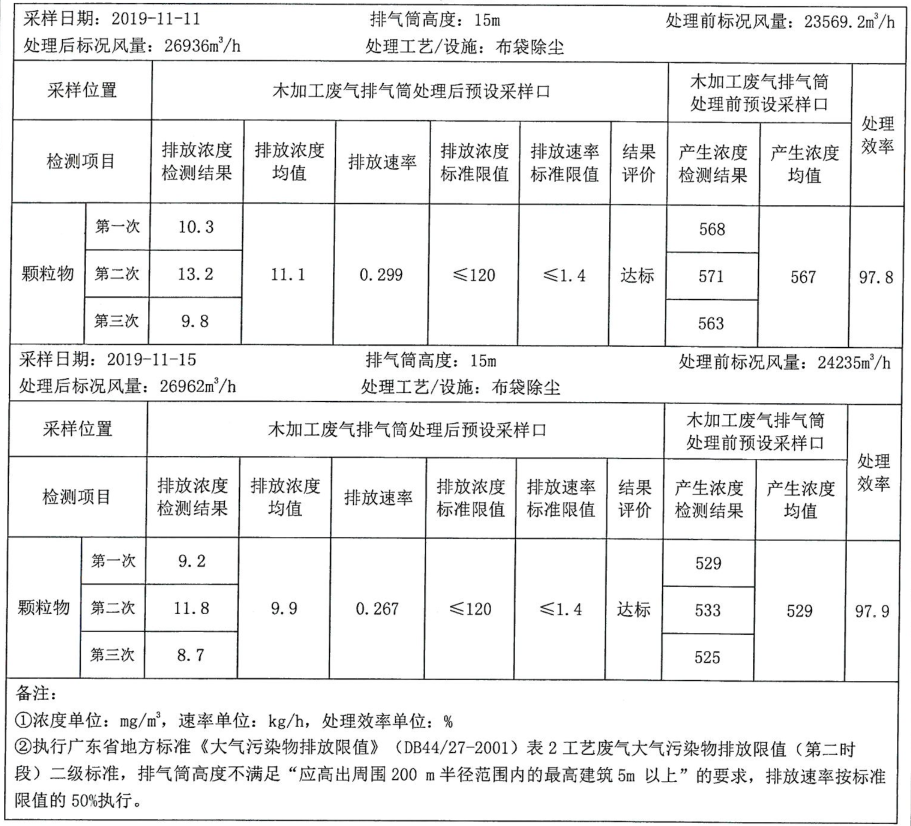 采样日期：2019-11-11 排气筒高度：15m 处理前标况风量：23569.2m³/h
处理后标况风量：26936m³/h 处理工艺/设施：布袋除尘
采样位置 木加工废气排气筒处理后预设采样口 木加工废气排气筒处理前预设采样口 处理效率
检测项目 排放浓度检测结果 排放浓度均值 排放速率 排放浓度标准限值 排放速率标准限值 结果评价 产生浓度检测结果 产生浓度均值
颗粒物 第一次 10.3 11.1 0.299 ≤120 ≤1.4 达标 568 567 97.8
第二次 13.2 571
第三次 9.8 563
采样日期：2019-11-15 排气筒高度：15m 处理前标况风量：24235m³/h
处理后标况风量：26962m³/h 处理工艺/设施：布袋除尘
采样位置 木加工废气排气筒处理后预设采样口 木加工废气排气筒处理前预设采样口 处理效率
检测项目 排放浓度检测结果 排放浓度均值 排放速率 排放浓度标准限值 排放速率标准限值 结果评价 产生浓度检测结果 产生浓度均值
颗粒物 第一次 9.2 9.9 0.267 ≤120 ≤1.4 达标 529 529 97.9
第二次 11.8 533
第三次 8.7 525
备注：
①浓度单位：mg/m³，速率单位：kg/h，处理效率单位：%
②执行广东省地方标准《大气污染物排放限值》（DB44/27-2001）表 2 工艺废气大气污染物排放限值（第二时
段）二级标准，排气筒高度不满足“应高出周围 200 m 半径范围内的最高建筑 5m 以上”的要求，排放速率按标准
限值的 50%执行。